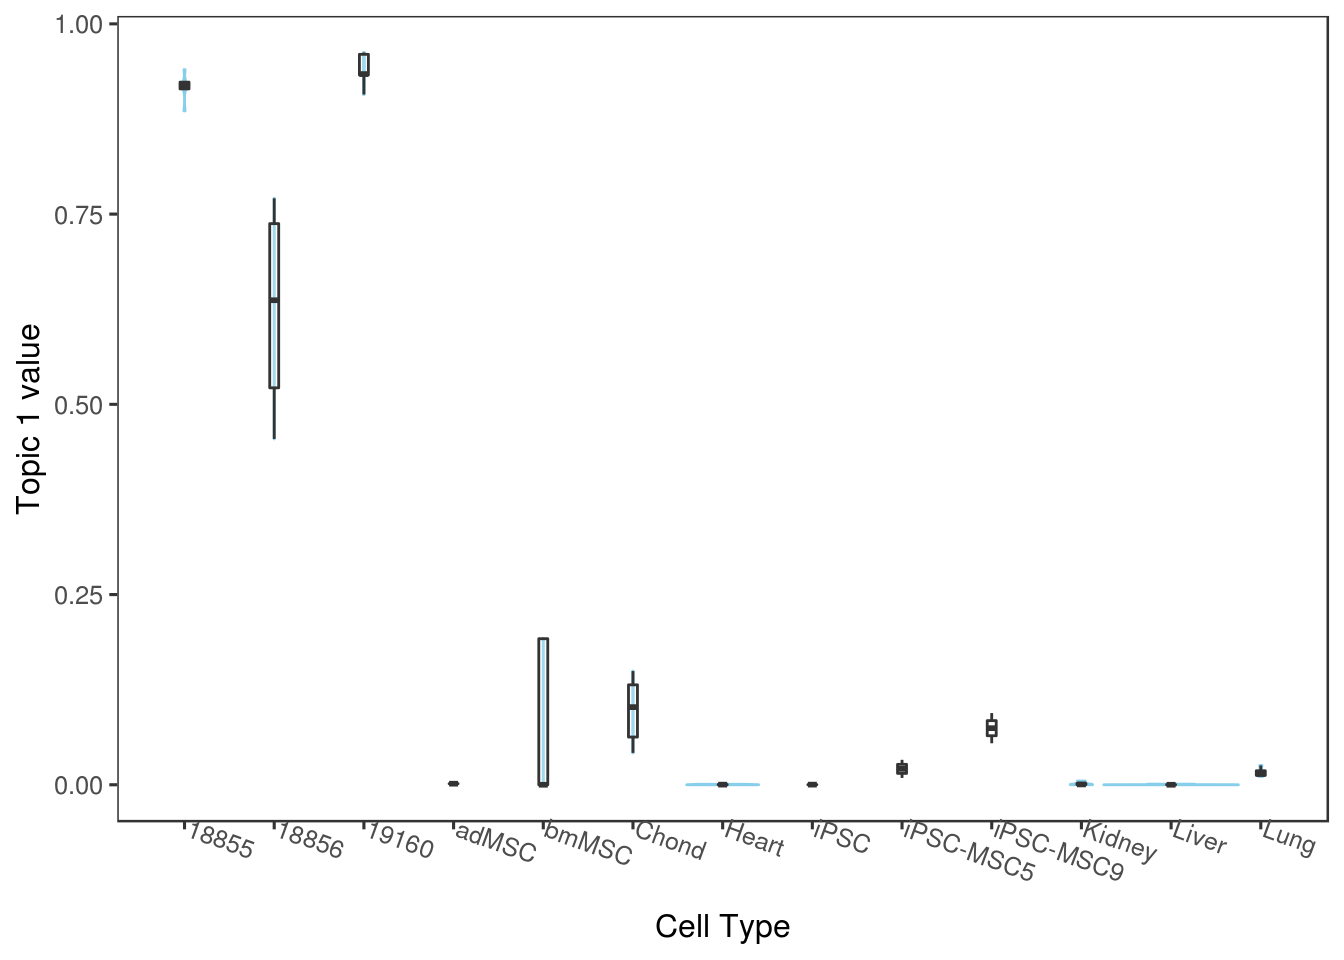 1.00
0.75
0.50
0.25
0.00
Topic 1 value
18855
18856
19160
adMSC
bmMSC
Chond
Heart
iPSC
iPSC-MSC5
iPSC-MSC9
Kidney
Liver
Lung
Cell Type